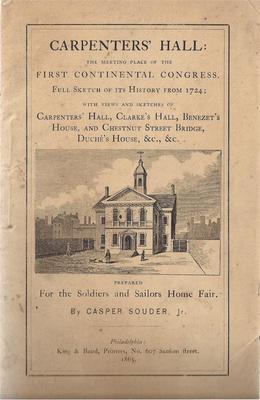 CARPENTERS' HALL:
THE MEETING PLACE OF THE
FIRST CONTINENTAL CONGRESS.
FULL SKETCH OF ITS HISTORY FROM 1724;
WITH VIEWS AND SKETCHES OF
CARPENTERS' HALL, CLARKE'S HALL, BENEZET'S
HOUSE, AND CHESTNUT STREET BRIDGE,
DUCHÉ'S HOUSE, &C., &C.
PREPARED
For the Soldiers and Sailors Home Fair.
By CASPER SOUDER, Jr.
Philadelphia:
King & Baird, Printers, No. 607 Sansom Street.
1865.